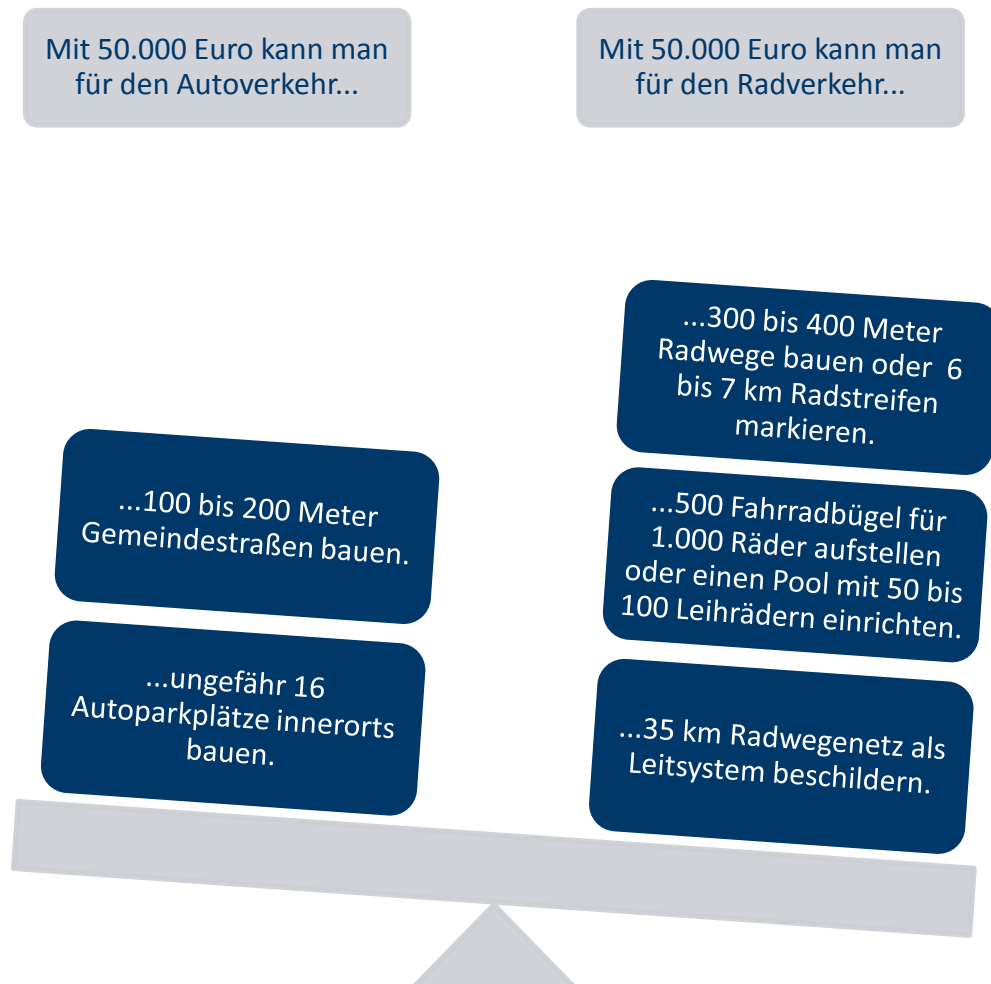 Mit 50.000 Euro kann man
für den Autoverkehr...
Mit 50.000 Euro kann man
für den Radverkehr...
...100 bis 200 Meter
Gemeindestraßen bauen.
...ungefähr 16
Autoparkplätze innerorts
bauen.
...300 bis 400 Meter
Radwege bauen oder 6
bis 7 km Radstreifen
markieren.
...500 Fahrradbügel für
1.000 Räder aufstellen
oder einen Pool mit 50 bis
100 Leihrädern einrichten.
...35 km Radwegenetz als
Leitsystem beschildern.